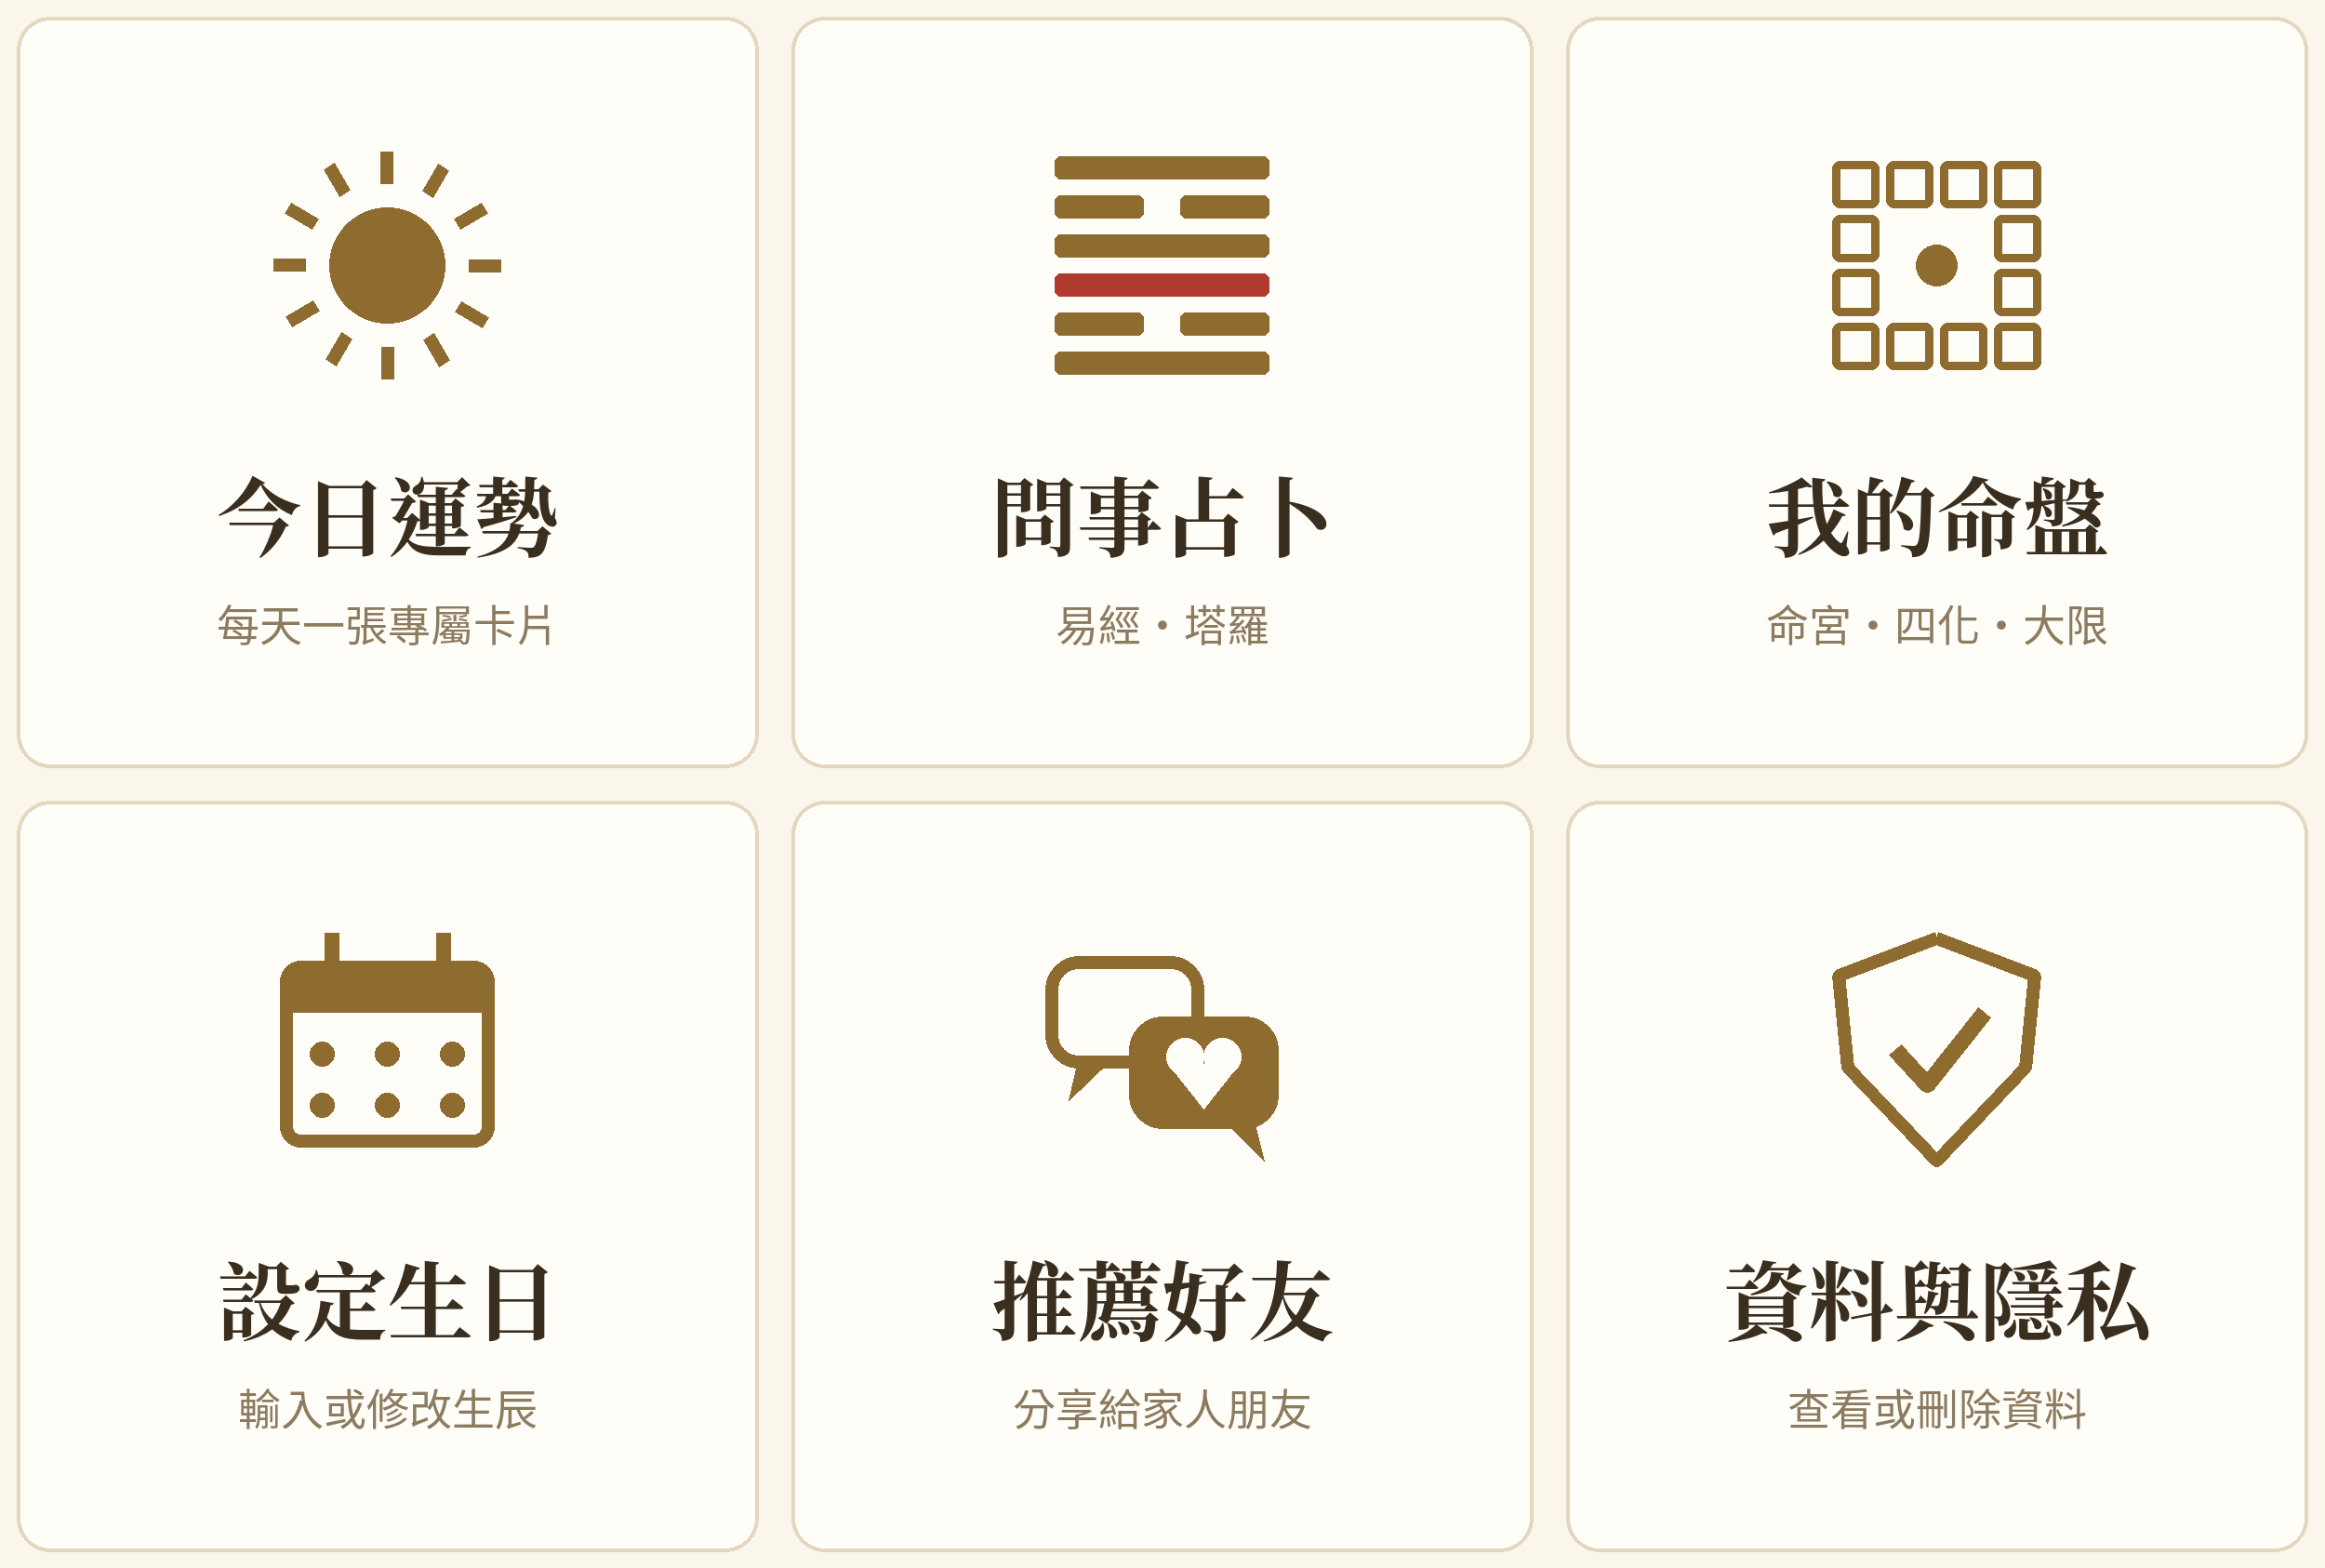 今日運勢
每天一張專屬卡片
問事占卜
易經・塔羅
我的命盤
命宮・四化・大限
設定生日
輸入或修改生辰
推薦好友
分享給家人朋友
資料與隱私
查看或刪除資料